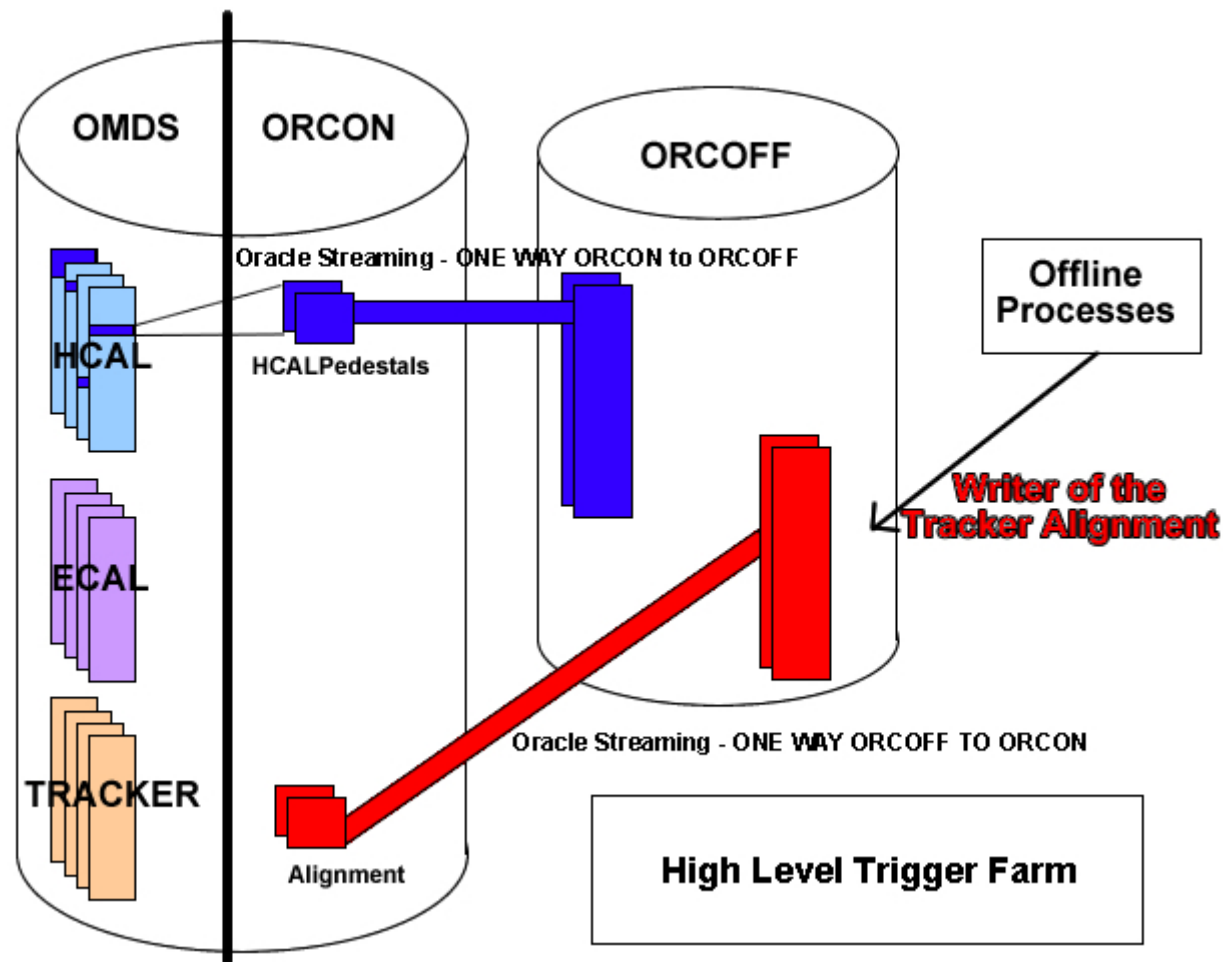 OMDS
ORCON
ORCOFF
Oracle Streaming - ONE WAY ORCON to ORCOFF
Offline
Processes
HCAL
HCALPedestals
Writer of the
Tracker Alignment
ECAL
Oracle Streaming - ONE WAY ORCOFF TO ORCON
TRACKER
Alignment
High Level Trigger Farm